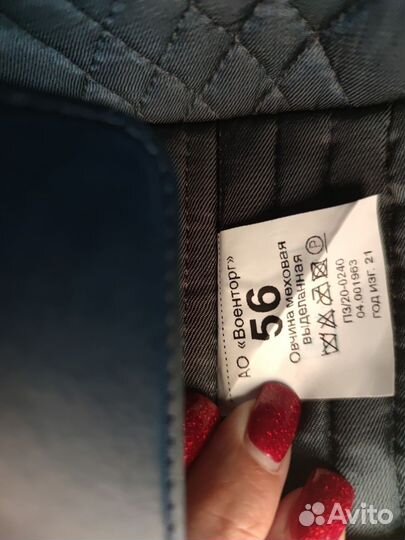 АО «Военторг»
56
Овчина меховая
выделанная
P
ПЗ/20-0240
04.001963
год изг. 21
Avito